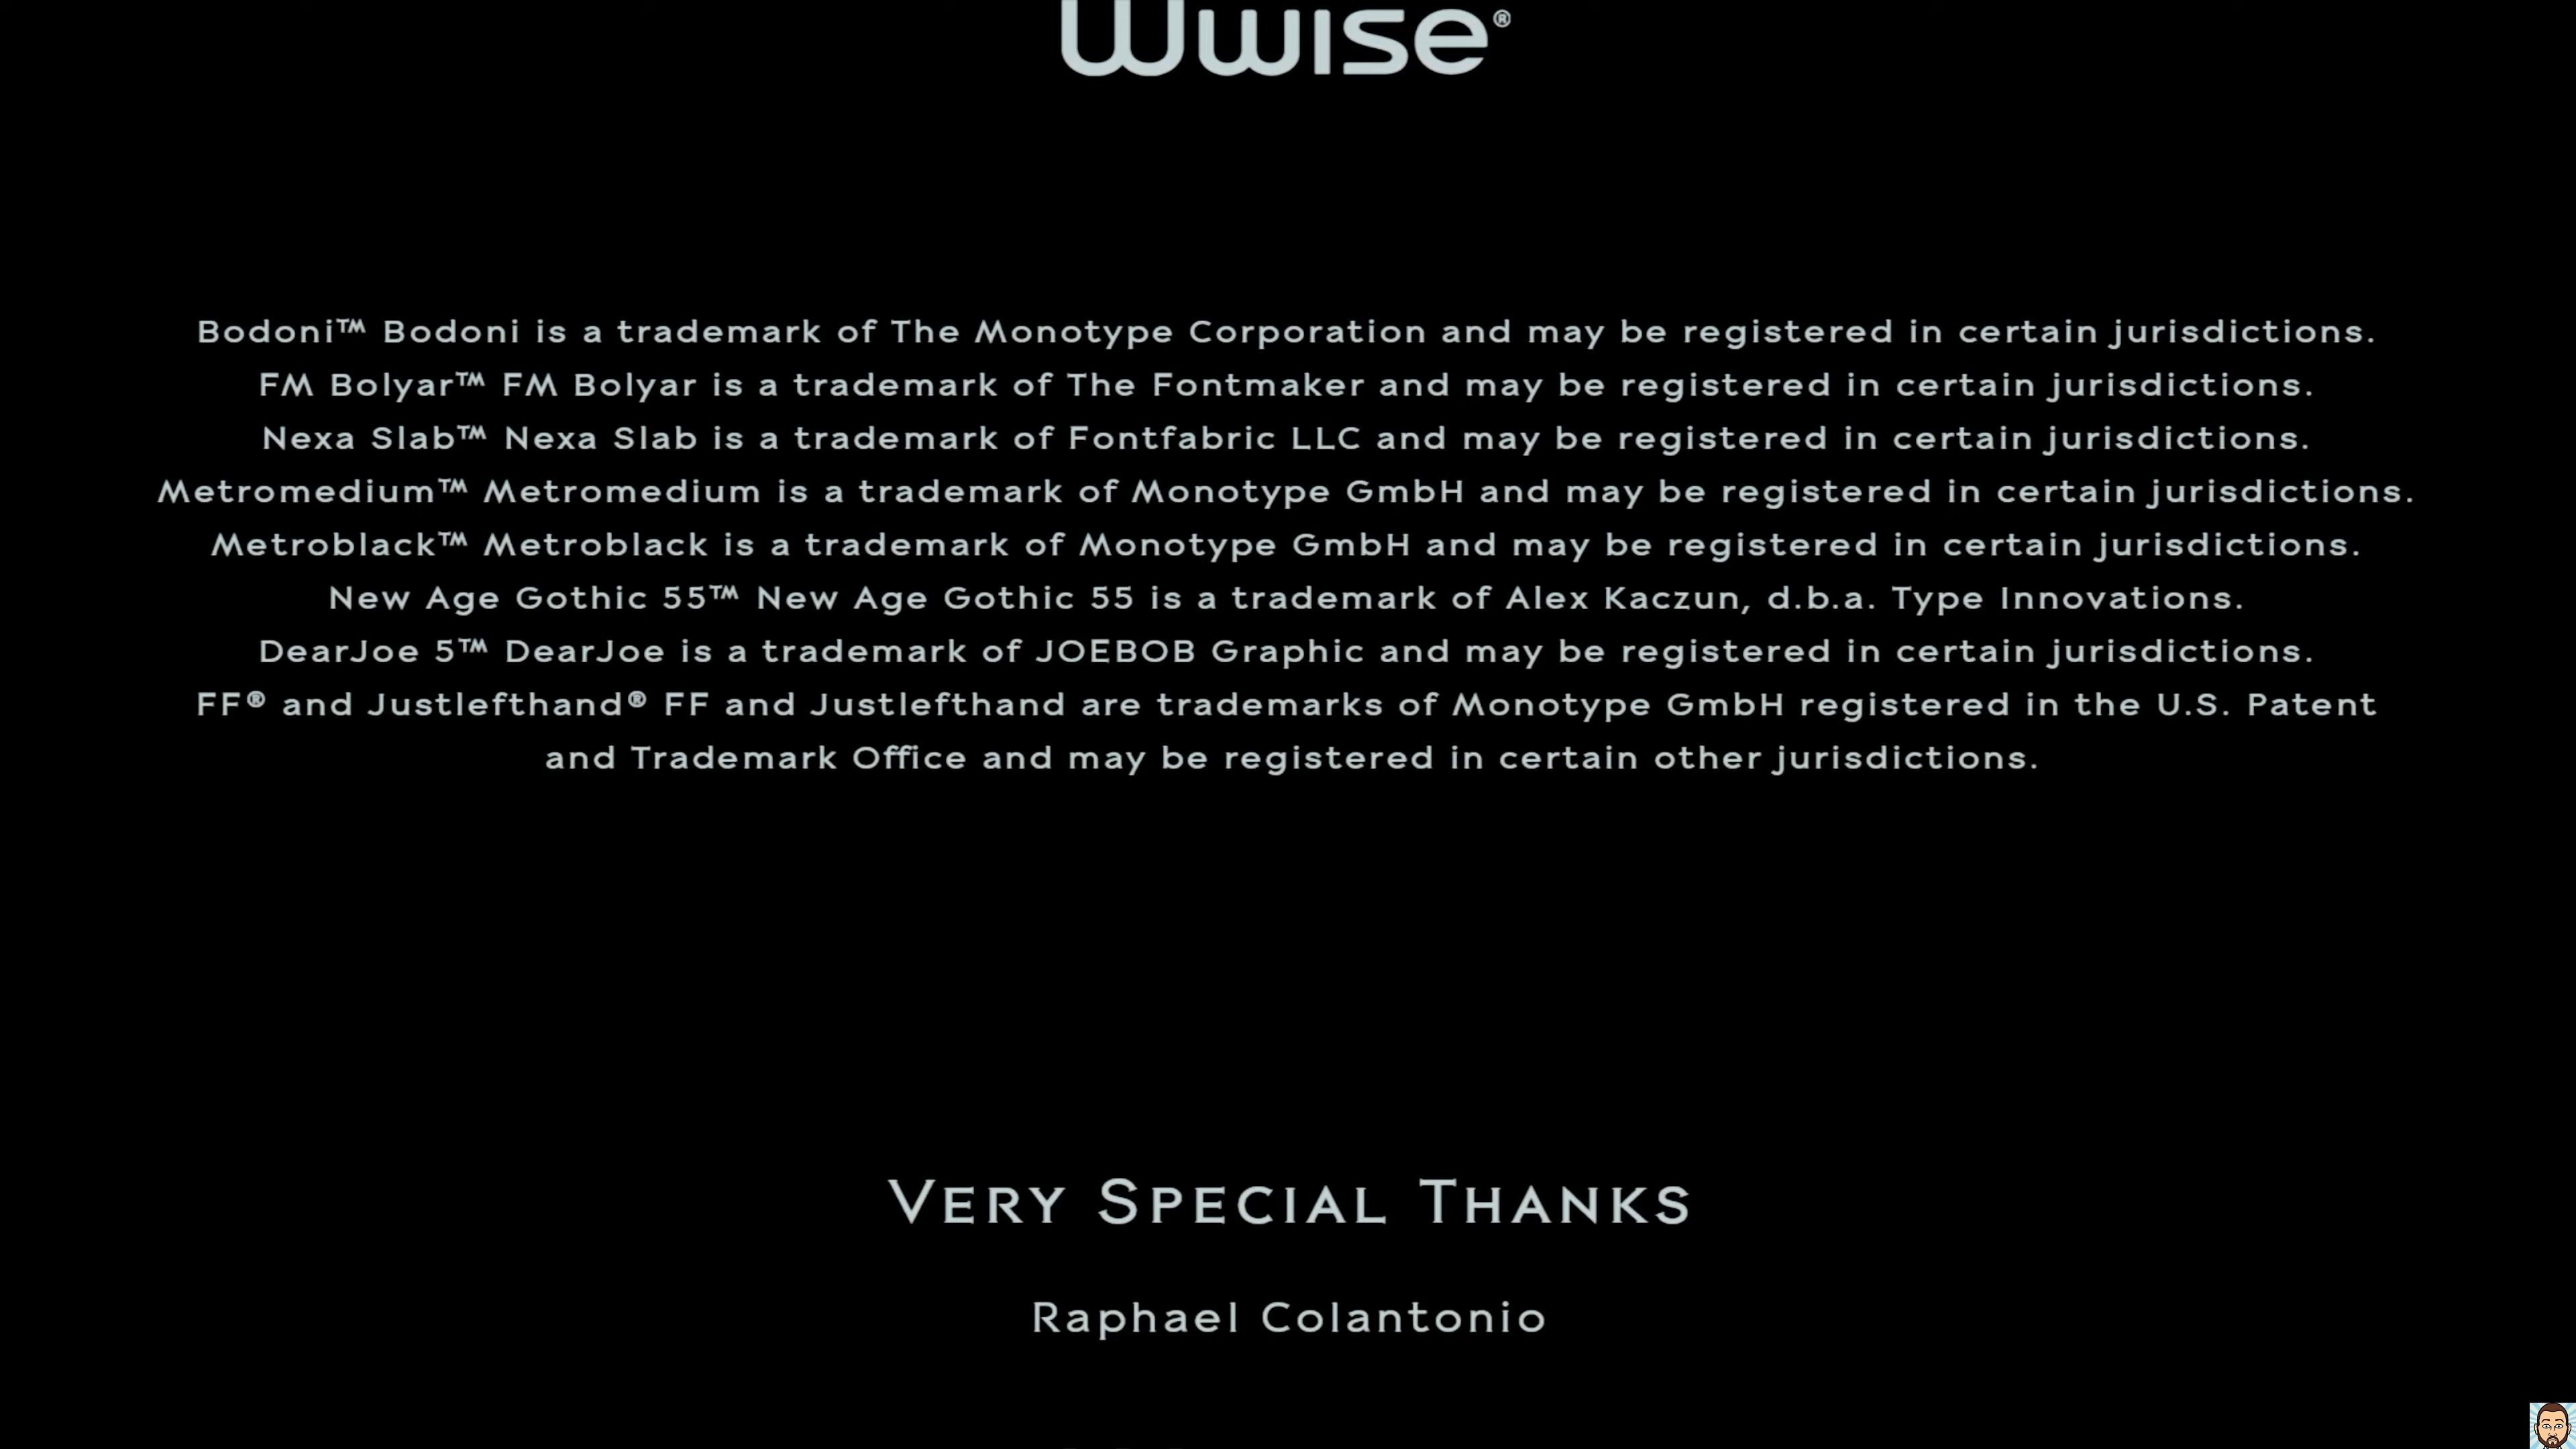 Wwise®
Bodoni™ Bodoni is a trademark of The Monotype Corporation and may be registered in certain jurisdictions.
FM Bolyar™ FM Bolyar is a trademark of The Fontmaker and may be registered in certain jurisdictions.
Nexa Slab™ Nexa Slab is a trademark of Fontfabric LLC and may be registered in certain jurisdictions.
Metromedium™ Metromedium is a trademark of Monotype GmbH and may be registered in certain jurisdictions.
Metroblack™ Metroblack is a trademark of Monotype GmbH and may be registered in certain jurisdictions.
New Age Gothic 55™ New Age Gothic 55 is a trademark of Alex Kaczun, d.b.a. Type Innovations.
DearJoe 5™ DearJoe is a trademark of JOEBOB Graphic and may be registered in certain jurisdictions.
FF® and Justlefthand® FF and Justlefthand are trademarks of Monotype GmbH registered in the U.S. Patent
and Trademark Office and may be registered in certain other jurisdictions.
Very Special Thanks
Raphael Colantonio